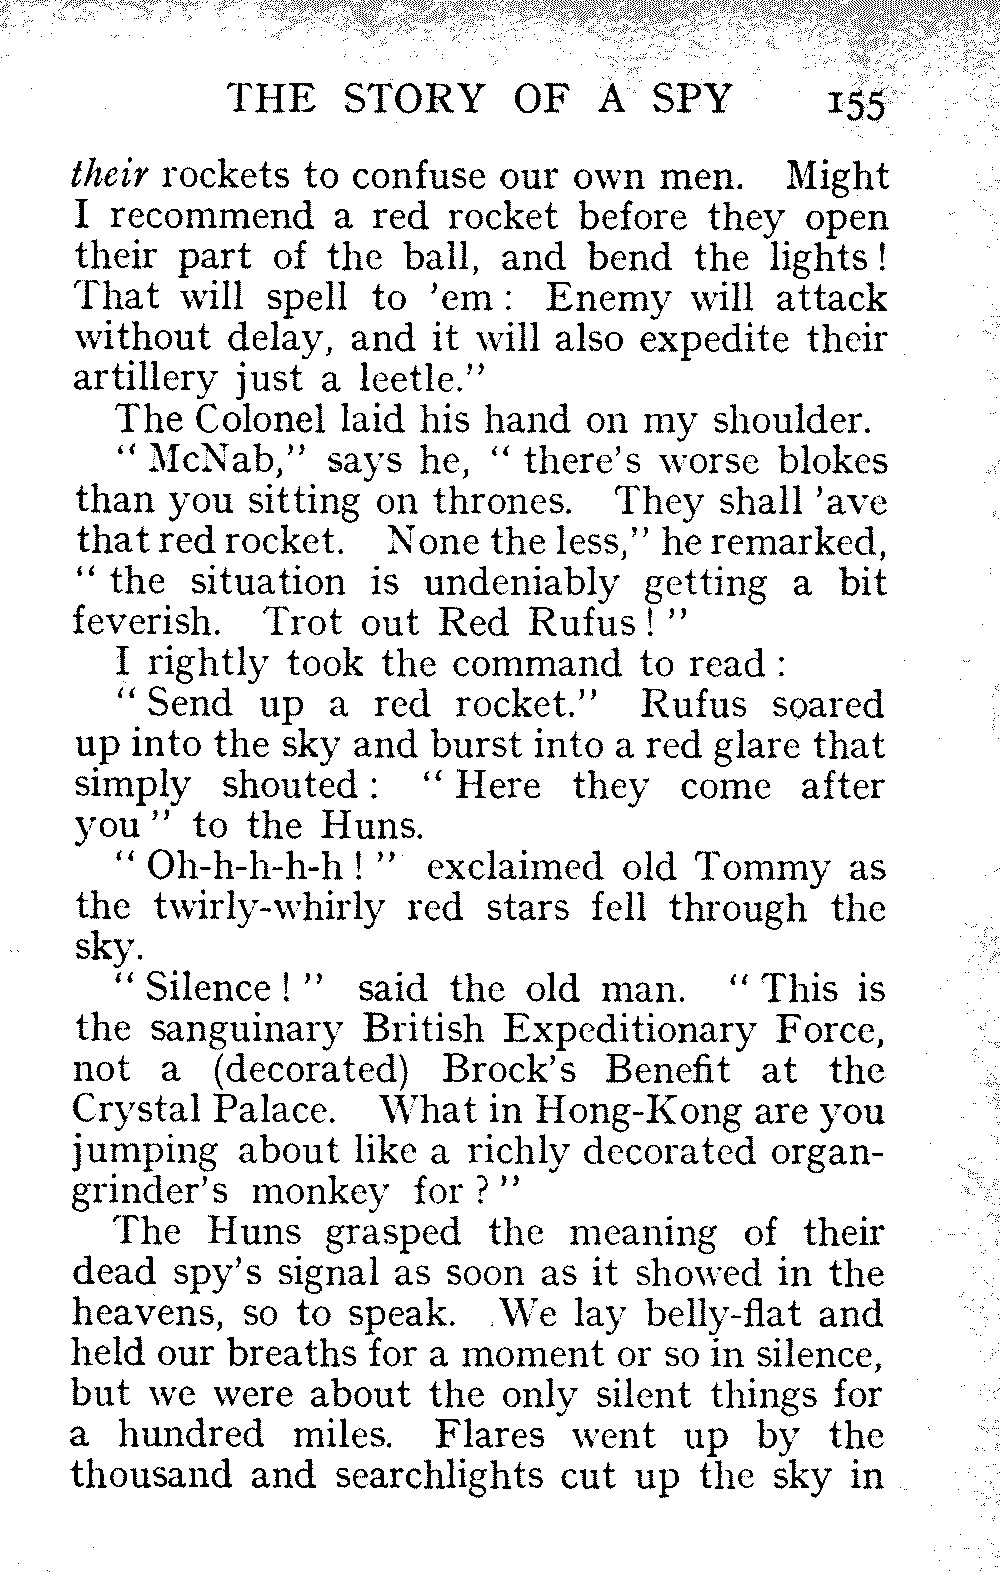 THE STORY OF A SPY 155
their rockets to confuse our own men. Might
I recommend a red rocket before they open
their part of the ball, and bend the lights !
That will spell to 'em : Enemy will attack
without delay, and it will also expedite their
artillery just a leetle."
The Colonel laid his hand on my shoulder.
" McNab," says he, " there's worse blokes
than you sitting on thrones. They shall 'ave
that red rocket. None the less," he remarked,
" the situation is undeniably getting a bit
feverish. Trot out Red Rufus ! "
I rightly took the command to read :
" Send up a red rocket." Rufus soared
up into the sky and burst into a red glare that
simply shouted : " Here they come after
you " to the Huns.
" Oh-h-h-h-h ! " exclaimed old Tommy as
the twirly-whirly red stars fell through the
sky.
" Silence ! " said the old man. " This is
the sanguinary British Expeditionary Force,
not a (decorated) Brock's Benefit at the
Crystal Palace. What in Hong-Kong are you
jumping about like a richly decorated organ-
grinder's monkey for ? "
The Huns grasped the meaning of their
dead spy's signal as soon as it showed in the
heavens, so to speak. We lay belly-flat and
held our breaths for a moment or so in silence,
but we were about the only silent things for
a hundred miles. Flares went up by the
thousand and searchlights cut up the sky in